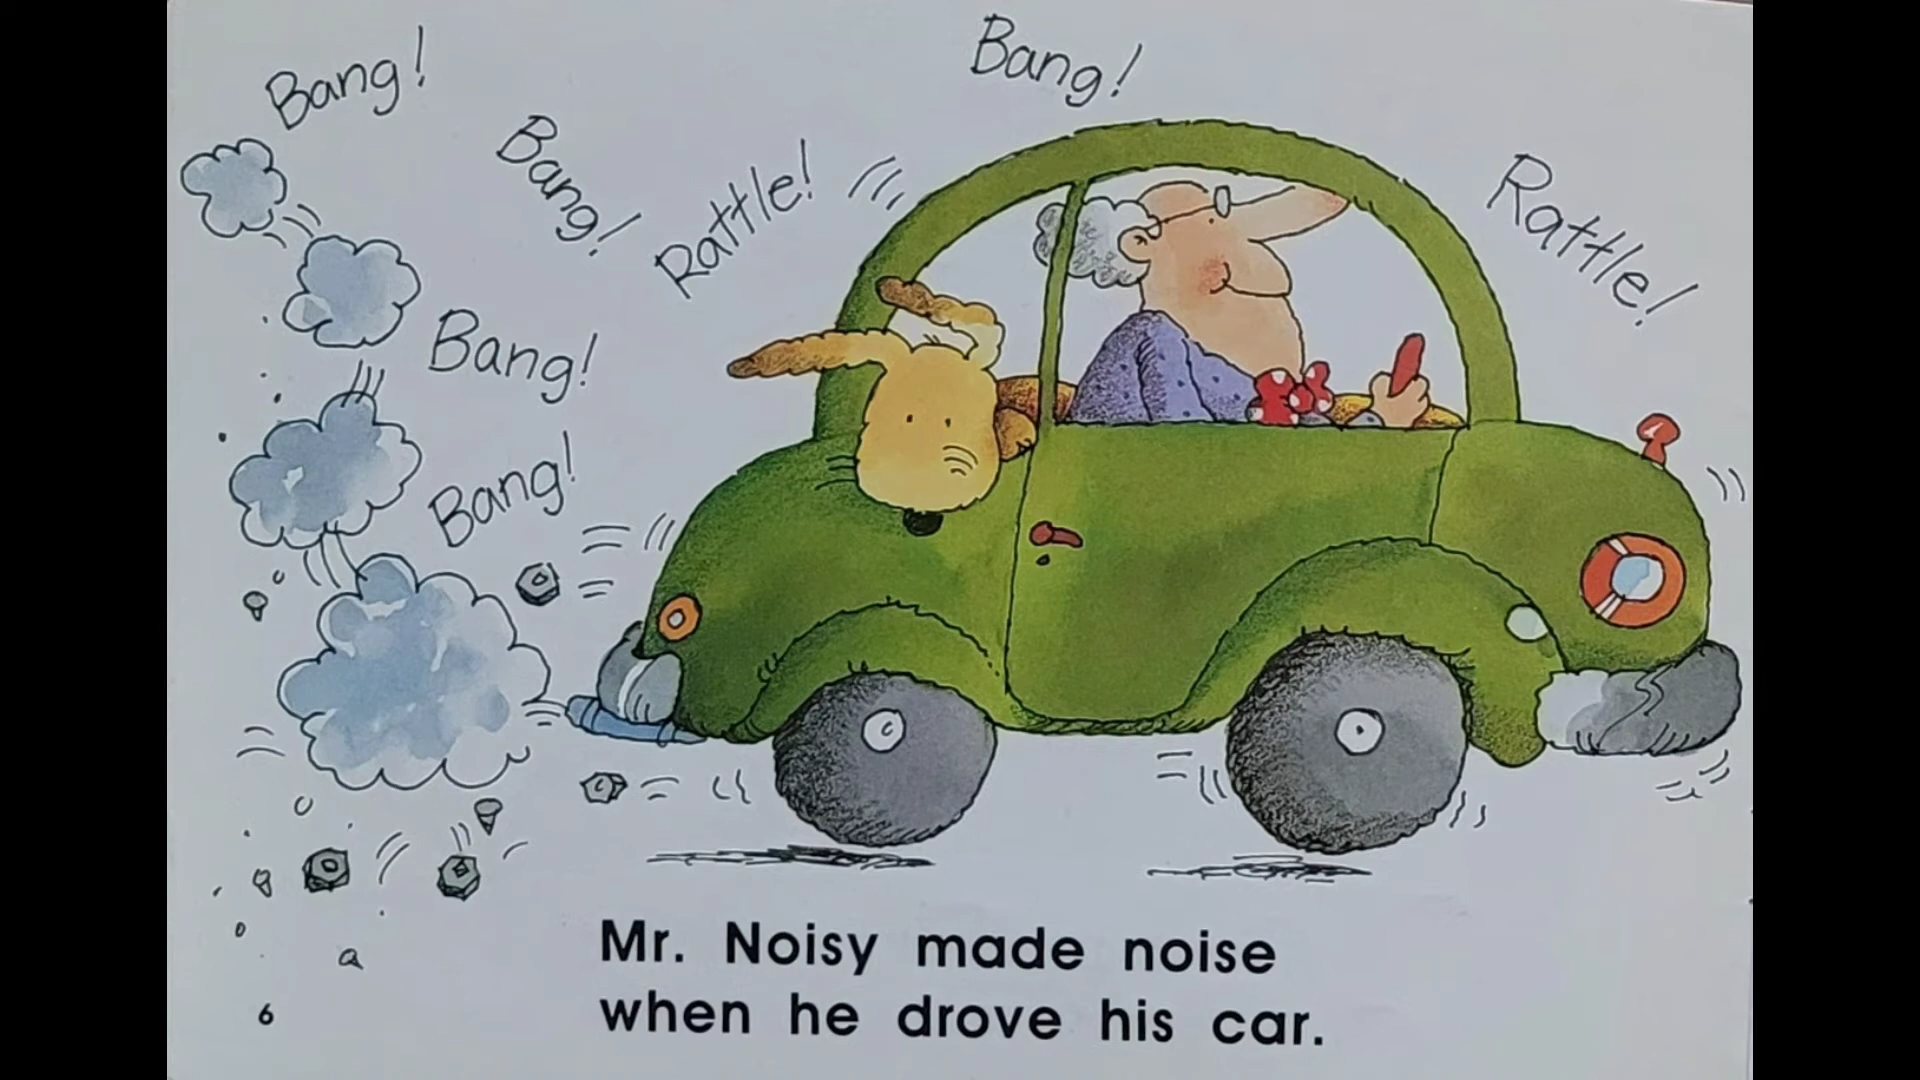 Bang!
Bang!
Bang!
Rattle!
Rattle!
Bang!
Bang!
Mr. Noisy made noise
when he drove his car.
6